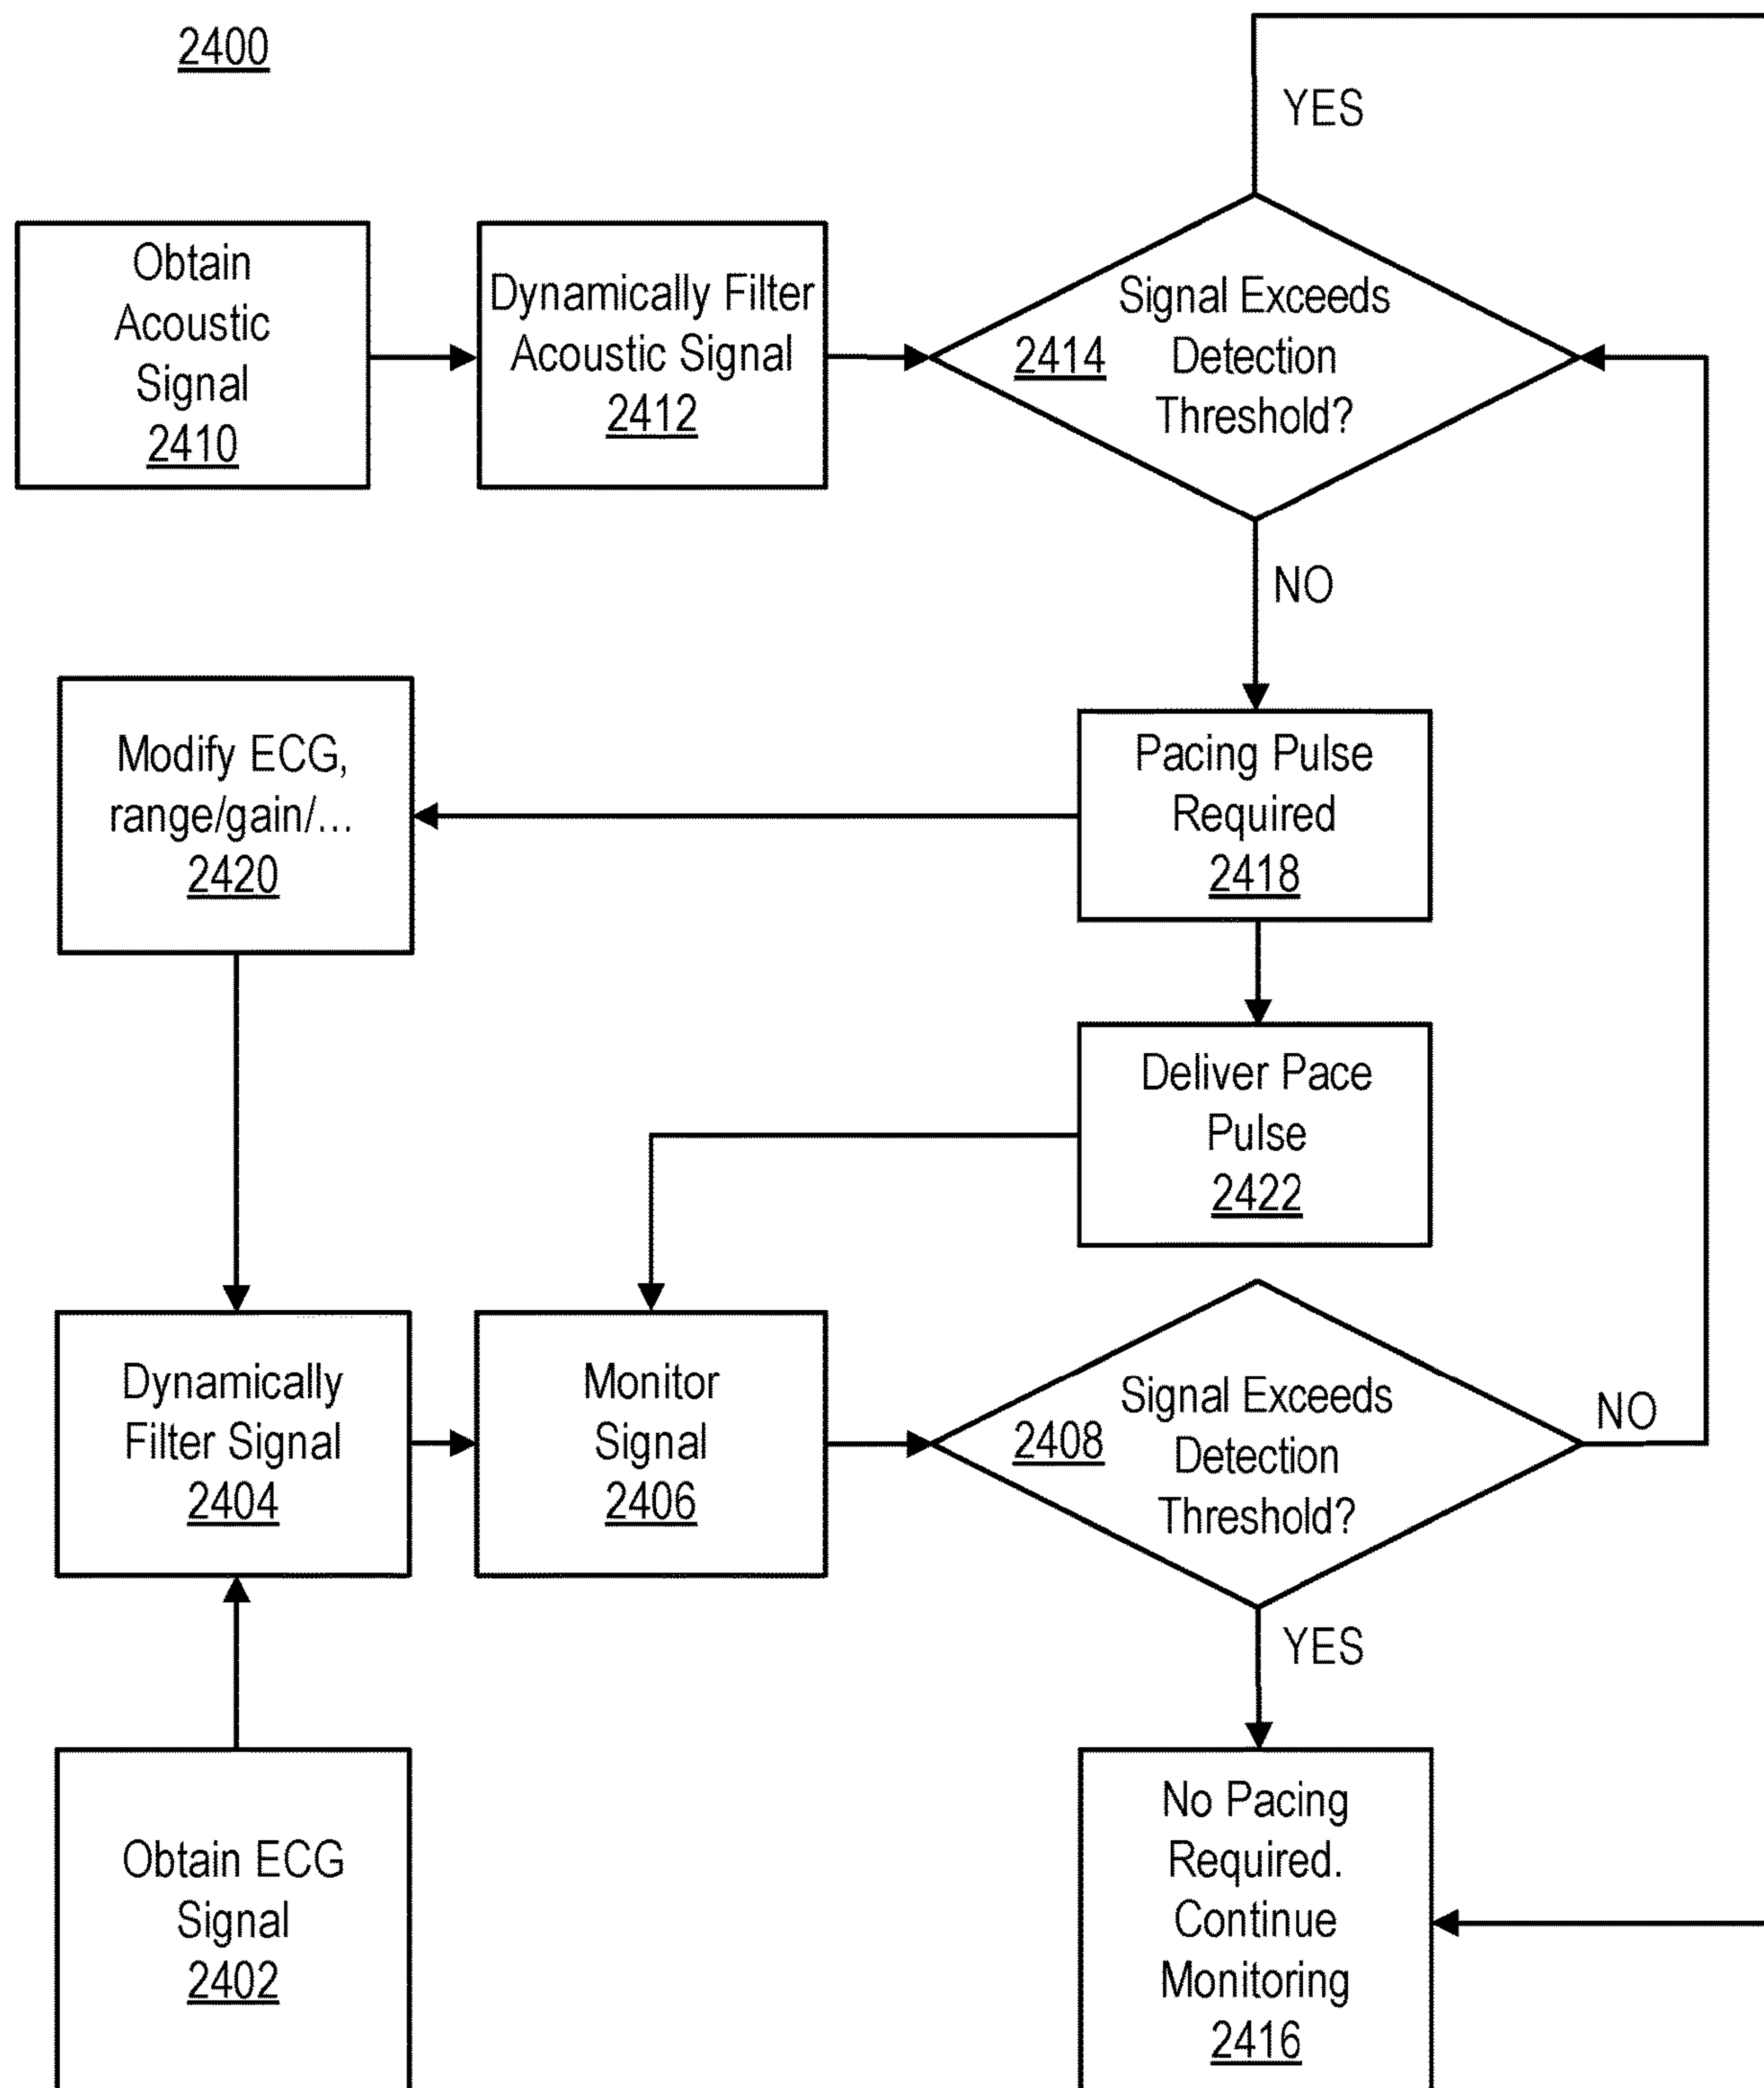 2400
YES
Obtain
Acoustic
Signal
2410
Dynamically Filter
Acoustic Signal
2412
Signal Exceeds
2414 Detection
Threshold?
NO
Modify ECG,
range/gain/...
2420
Pacing Pulse
Required
2418
Deliver Pace
Pulse
2422
Dynamically
Filter Signal
2404
Monitor
Signal
2406
Signal Exceeds
2408 Detection
Threshold?
NO
YES
Obtain ECG
Signal
2402
No Pacing
Required.
Continue
Monitoring
2416